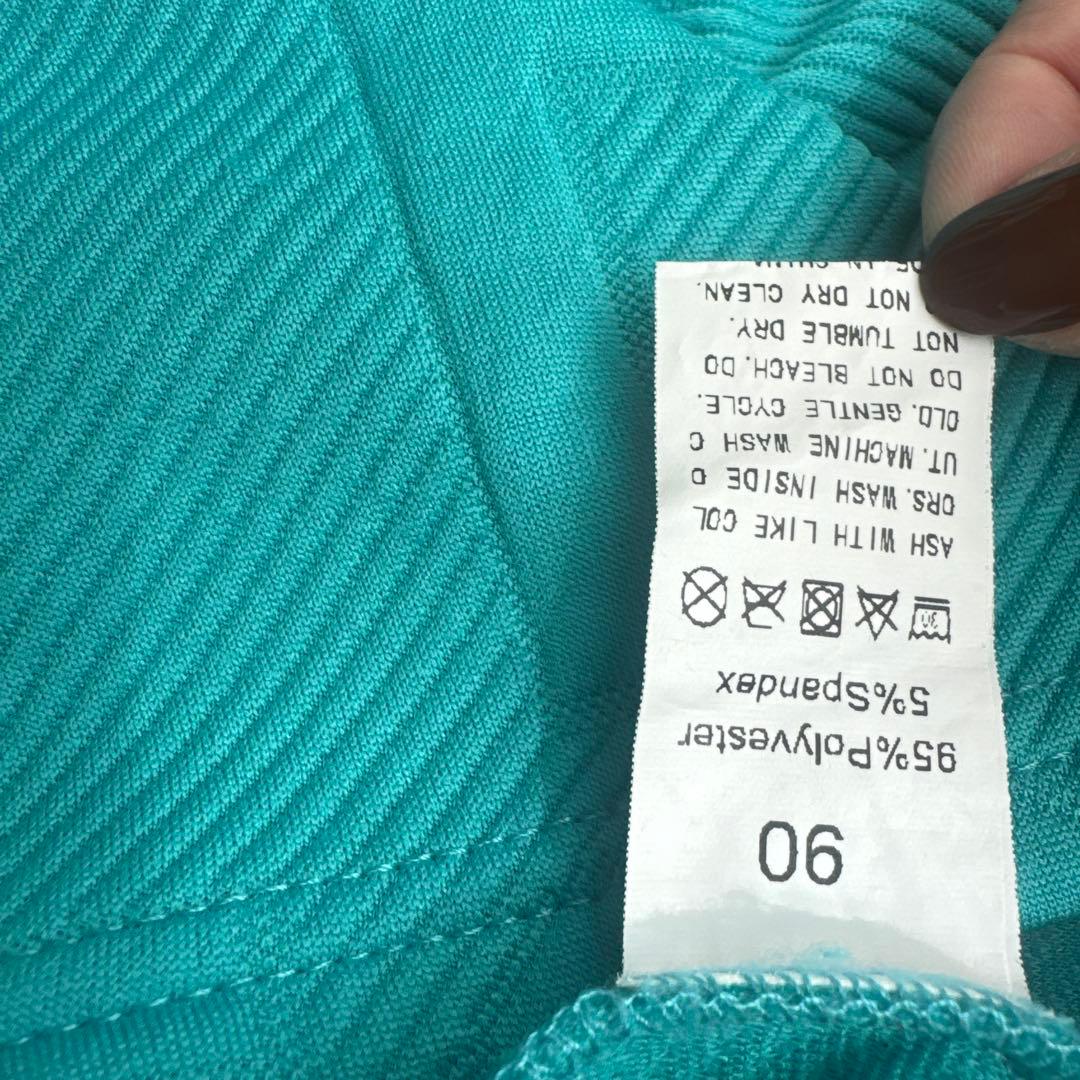 90
95%Polyester
5%Spandex
30
ASH WITH LIKE COL
ORS.WASH INSIDE O
UT.MACHINE WASH C
OLD.GENTLE CYCLE.
DO NOT BLEACH.DO
NOT TUMBLE DRY.
NOT DRY CLEAN.